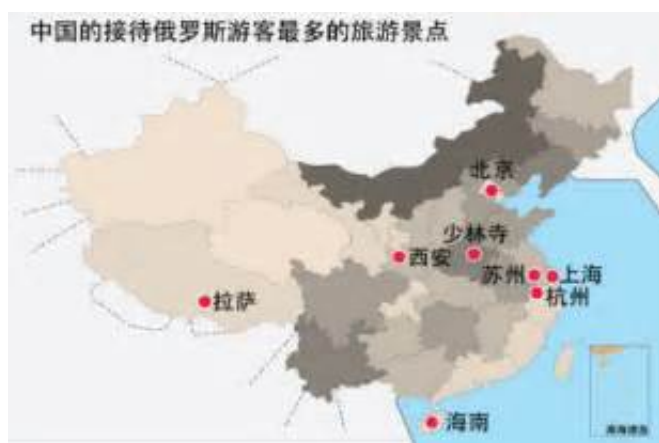 中国的接待俄罗斯游客最多的旅游景点
北京
少林寺
西安
苏州
上海
杭州
拉萨
海南